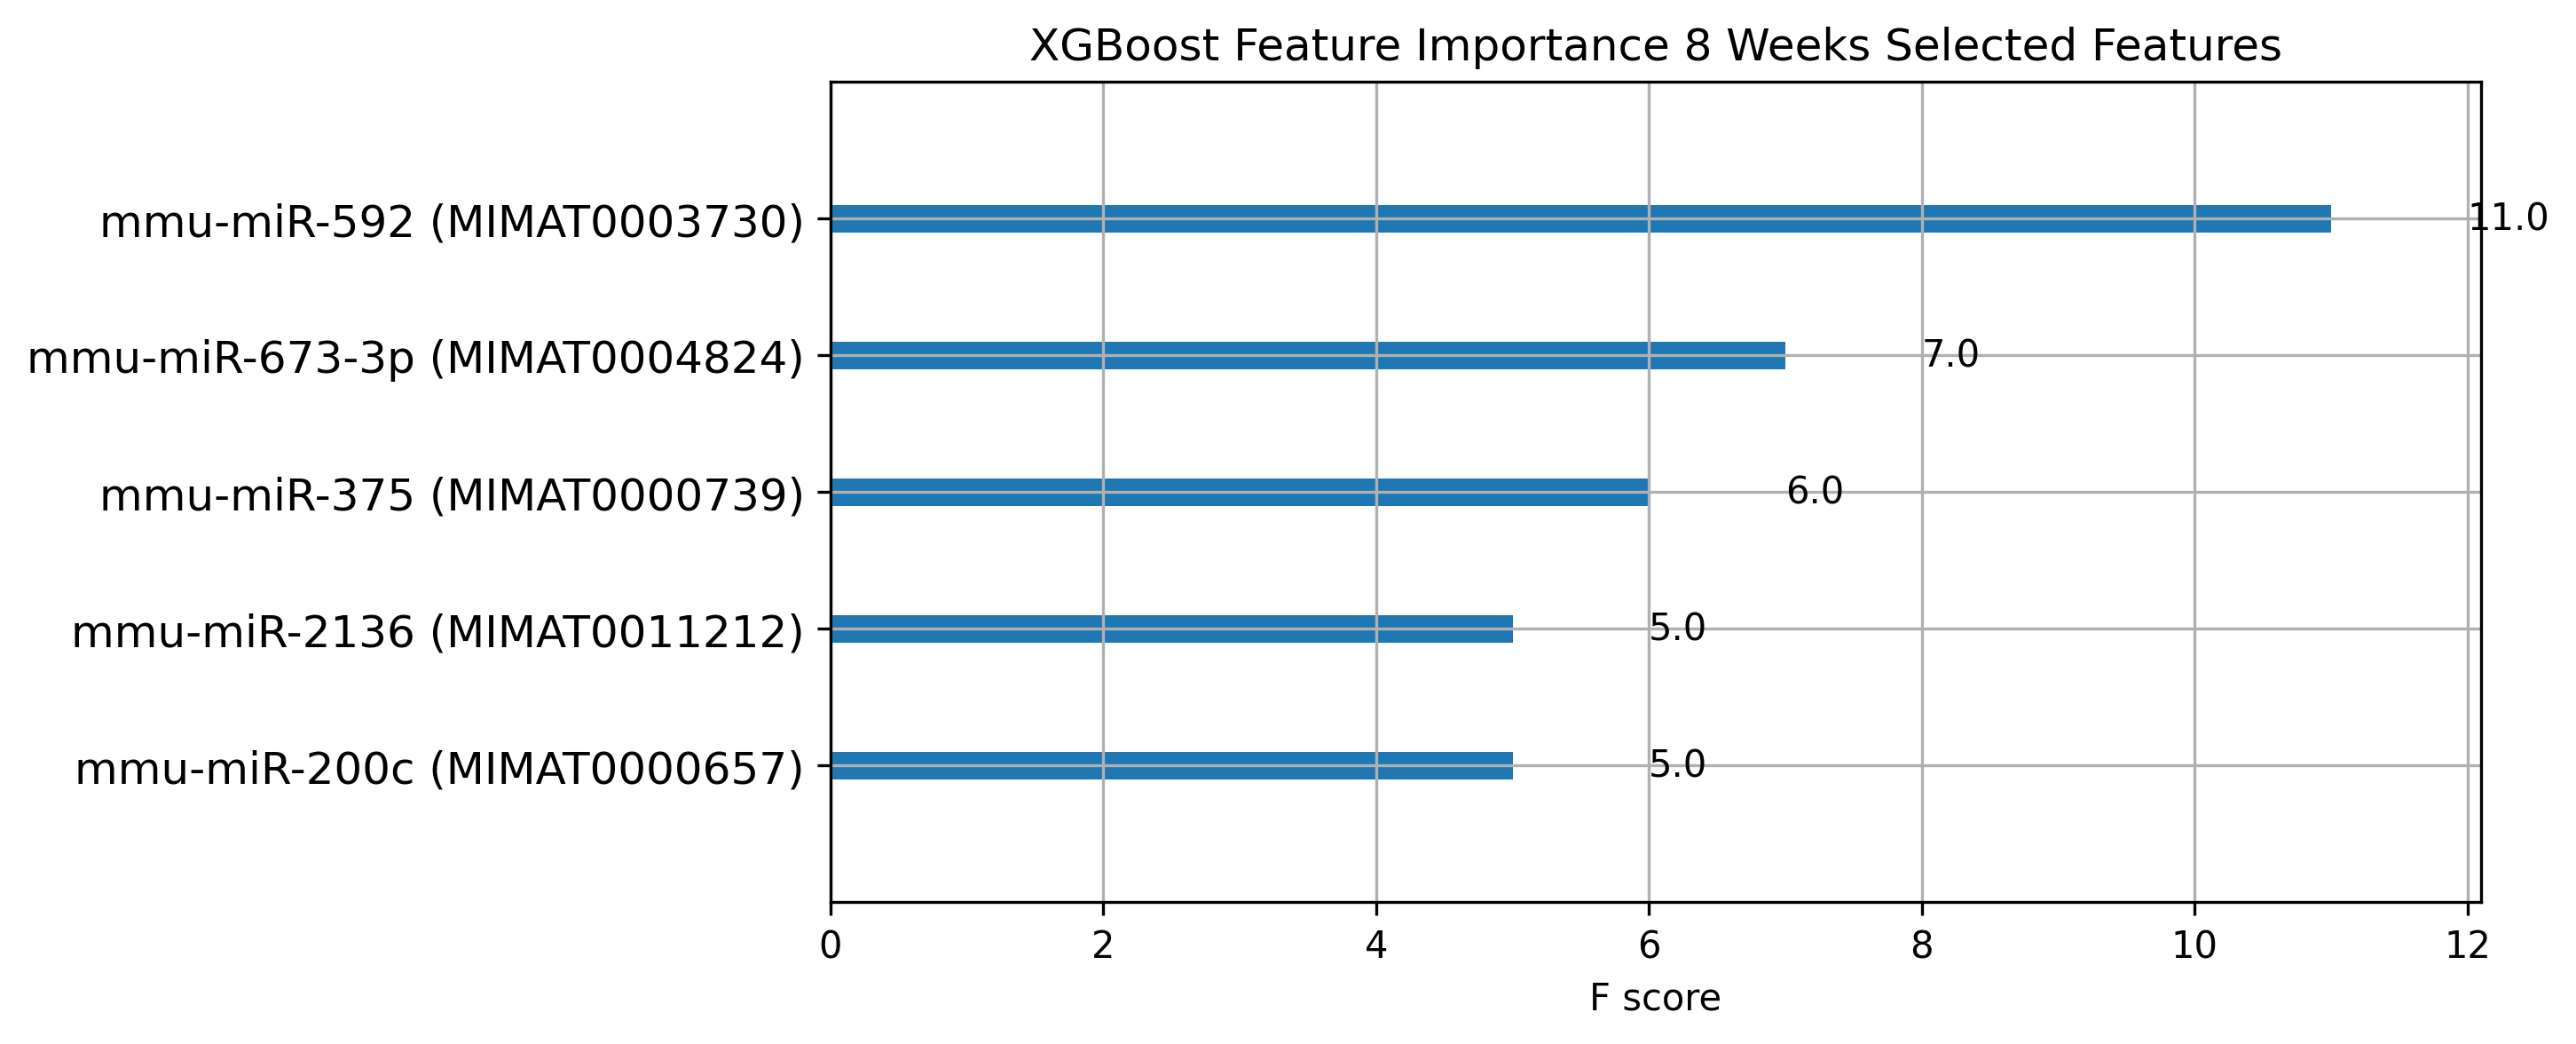 XGBoost Feature Importance 8 Weeks Selected Features
mmu-miR-592 (MIMAT0003730)
11.0
mmu-miR-673-3p (MIMAT0004824)
7.0
mmu-miR-375 (MIMAT0000739)
6.0
mmu-miR-2136 (MIMAT0011212)
5.0
mmu-miR-200c (MIMAT0000657)
5.0
0 2 4 6 8 10 12
F score